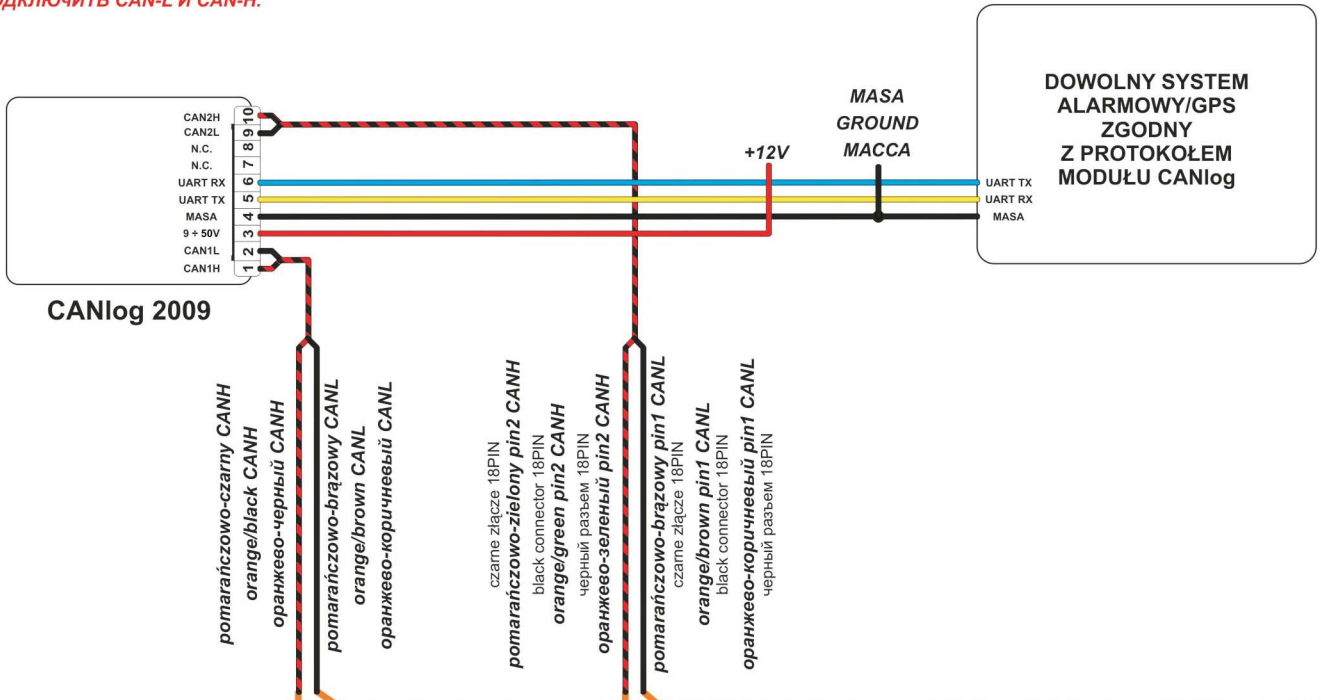 ОДКЛЮЧИТЬ CAN-L И CAN-H.
CAN2H 10
CAN2L 9
N.C. 8
N.C. 7
UART RX 6
UART TX 5
MASA 4
9 ÷ 50V 3
CAN1L 2
CAN1H 1
CANlog 2009
+12V
MASA
GROUND
MACCA
DOWOLNY SYSTEM
ALARMOWY/GPS
ZGODNY
Z PROTOKOŁEM
MODUŁU CANlog
UART TX
UART RX
MASA
pomarańczowo-czarny CANH
orange/black CANH
оранжево-черный CANH
pomarańczowo-brązowy CANL
orange/brown CANL
оранжево-коричневый CANL
czarne złącze 18PIN
pomarańczowo-zielony pin2 CANH
black connector 18PIN
orange/green pin2 CANH
черный разъем 18PIN
оранжево-зеленый pin2 CANH
pomarańczowo-brązowy pin1 CANL
czarne złącze 18PIN
orange/brown pin1 CANL
black connector 18PIN
оранжево-коричневый pin1 CANL
черный разъем 18PIN